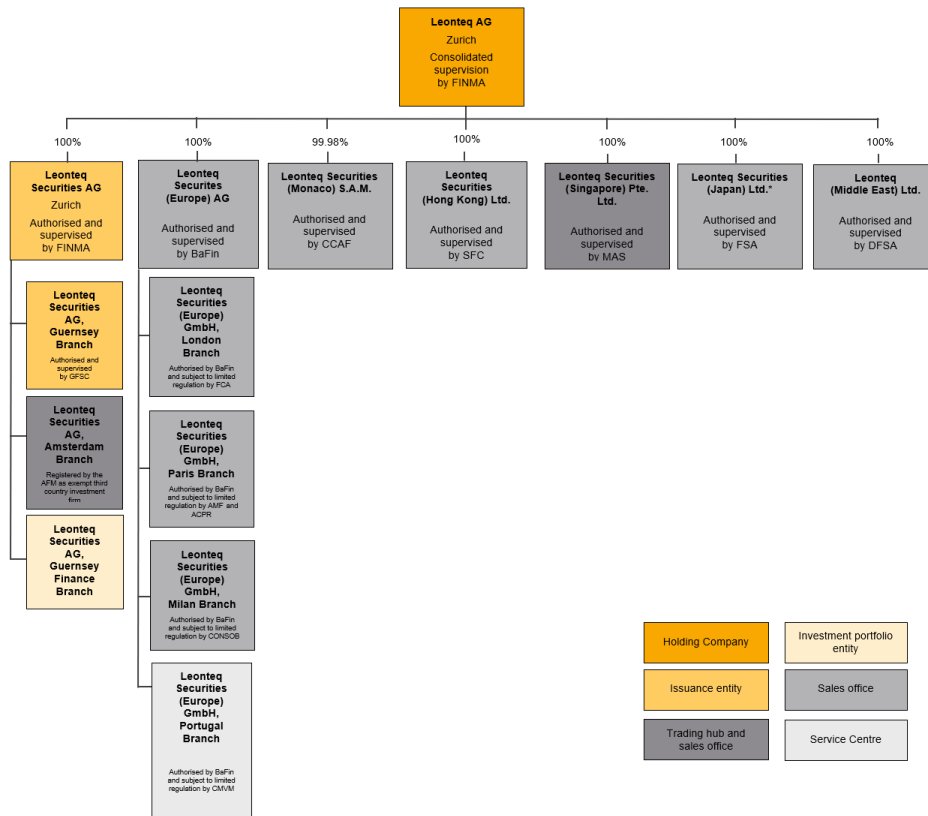 Leonteq AG
Zurich
Consolidated
supervision
by FINMA
100%
100%
99.98%
100%
100%
100%
100%
Leonteq
Securities AG
Zurich
Authorised and
supervised
by FINMA
Leonteq
Securites
(Europe) AG
Authorised and
supervised
by BaFin
Leonteq Securities
(Monaco) S.A.M.
Authorised and
supervised
by CCAF
Leonteq
Securities
(Hong Kong) Ltd.
Authorised and
supervised
by SFC
Leonteq Securities
(Singapore) Pte.
Ltd.
Authorised and
supervised
by MAS
Leonteq Securities
(Japan) Ltd.*
Authorised and
supervised
by FSA
Leonteq
(Middle East) Ltd.
Authorised and
supervised
by DFSA
Leonteq
Securities
AG,
Guernsey
Branch
Authorised and
supervised
by GFSC
Leonteq
Securities
AG,
Amsterdam
Branch
Registered by the
AFM as exempt third
country investment
firm
Leonteq
Securities
AG,
Guernsey
Finance
Branch
Leonteq
Securities
(Europe)
GmbH,
London
Branch
Authorised by BaFin
and subject to limited
regulation by FCA
Leonteq
Securities
(Europe)
GmbH,
Paris Branch
Authorised by BaFin
and subject to limited
regulation by AMF and
ACPR
Leonteq
Securities
(Europe)
GmbH,
Milan Branch
Authorised by BaFin
and subject to limited
regulation by CONSOB
Leonteq
Securities
(Europe)
GmbH,
Portugal
Branch
Authorised by BaFin
and subject to limited
regulation by CMVM
Holding Company
Investment portfolio
entity
Issuance entity
Sales office
Trading hub and
sales office
Service Centre